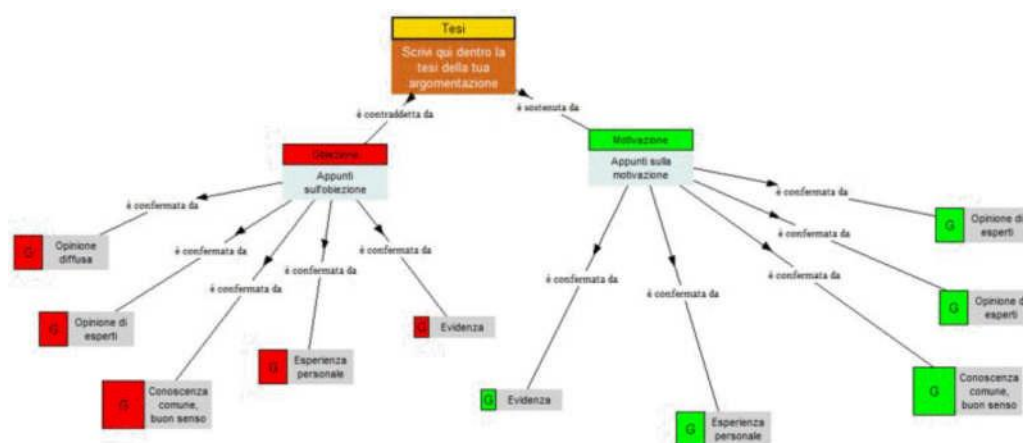 Tesi
Scrivi qui dentro la
tesi della tua
argomentazione
è contraddetta da
è sostenuta da
Obiezione
Appunti
sull'obiezione
Motivazione
Appunti sulla
motivazione
è confermata da
è confermata da
è confermata da
è confermata da
è confermata da
G
Opinione
diffusa
G
Opinione di
esperti
G
Conoscenza
comune,
buon senso
G
Esperienza
personale
G
Evidenza
è confermata da
è confermata da
è confermata da
è confermata da
è confermata da
G
Evidenza
G
Esperienza
personale
G
Conoscenza
comune,
buon senso
G
Opinione di
esperti
G
Opinione di
esperti